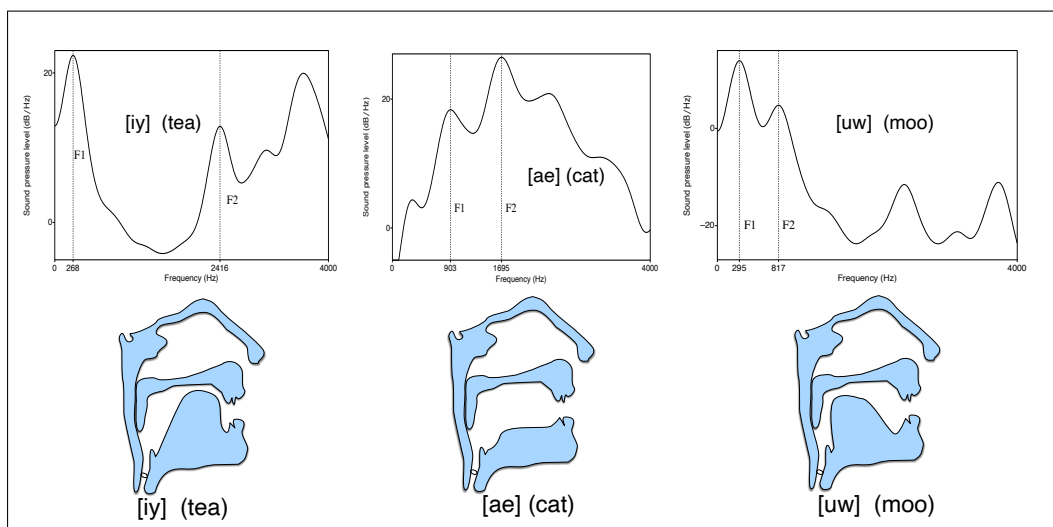 Sound pressure level (dB/Hz)
20
0
[iy] (tea)
F1
F2
0 268 2416 4000
Frequency (Hz)
Sound pressure level (dB/Hz)
20
0
[ae] (cat)
F1 F2
0 903 1695 4000
Frequency (Hz)
Sound pressure level (dB/Hz)
0
−20
[uw] (moo)
F1 F2
0 295 817 4000
Frequency (Hz)
[iy] (tea) [ae] (cat) [uw] (moo)